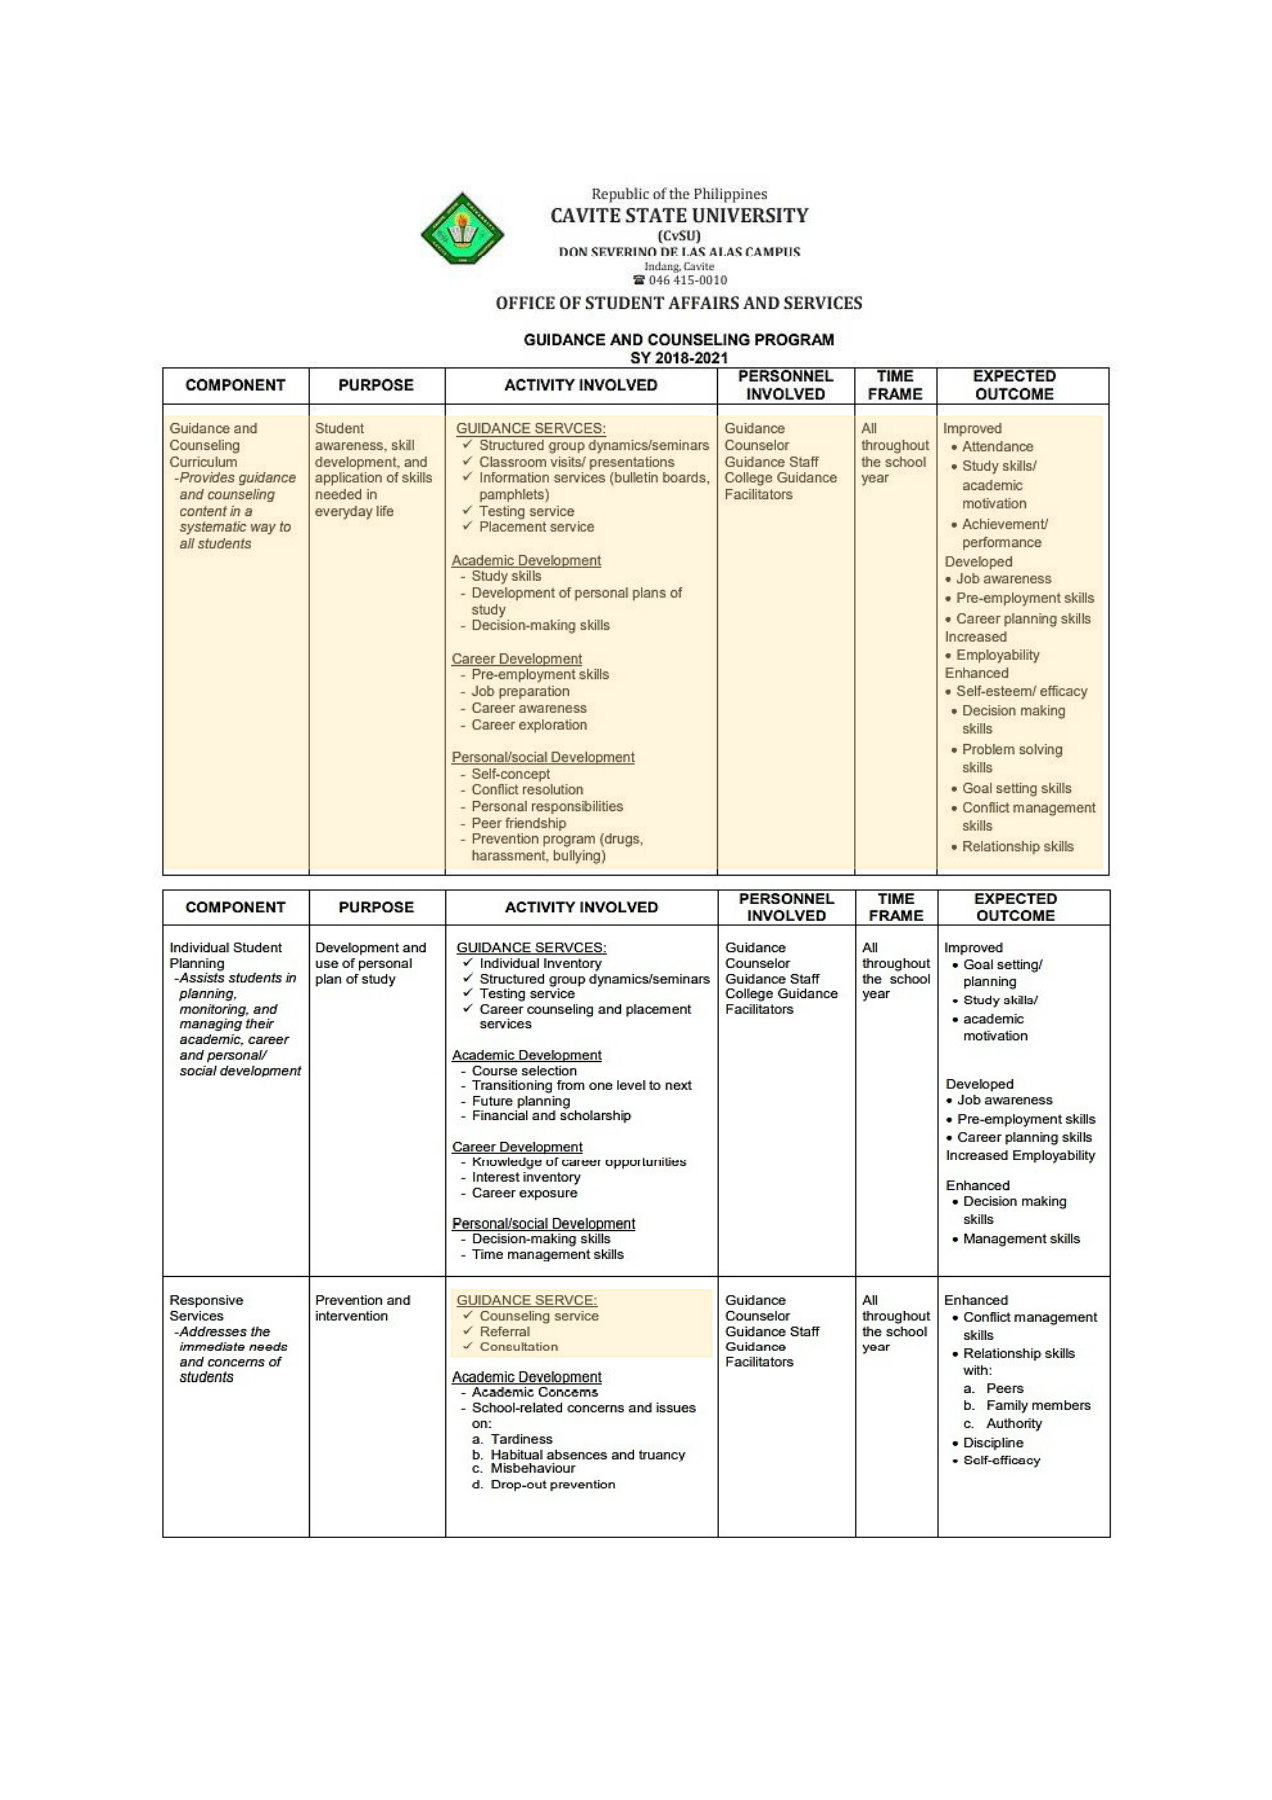 Republic of the Philippines
CAVITE STATE UNIVERSITY
(CvSU)
DON SEVERINO DE LAS ALAS CAMPUS
Indang, Cavite
☎ 046 415-0010
OFFICE OF STUDENT AFFAIRS AND SERVICES
GUIDANCE AND COUNSELING PROGRAM
SY 2018-2021
COMPONENT
PURPOSE
ACTIVITY INVOLVED
PERSONNEL
INVOLVED
TIME
FRAME
EXPECTED
OUTCOME
Guidance and
Counseling
Curriculum
-Provides guidance
and counseling
content in a
systematic way to
all students
Student
awareness, skill
development, and
application of skills
needed in
everyday life
GUIDANCE SERVCES:
✓ Structured group dynamics/seminars
✓ Classroom visits/ presentations
✓ Information services (bulletin boards,
pamphlets)
✓ Testing service
✓ Placement service
Academic Development
- Study skills
- Development of personal plans of
study
- Decision-making skills
Career Development
- Pre-employment skills
- Job preparation
- Career awareness
- Career exploration
Personal/social Development
- Self-concept
- Conflict resolution
- Personal responsibilities
- Peer friendship
- Prevention program (drugs,
harassment, bullying)
Guidance
Counselor
Guidance Staff
College Guidance
Facilitators
All
throughout
the school
year
Improved
• Attendance
• Study skills/
academic
motivation
• Achievement/
performance
Developed
• Job awareness
• Pre-employment skills
• Career planning skills
Increased
• Employability
Enhanced
• Self-esteem/ efficacy
• Decision making
skills
• Problem solving
skills
• Goal setting skills
• Conflict management
skills
• Relationship skills
COMPONENT
PURPOSE
ACTIVITY INVOLVED
PERSONNEL
INVOLVED
TIME
FRAME
EXPECTED
OUTCOME
Individual Student
Planning
-Assists students in
planning,
monitoring, and
managing their
academic, career
and personal/
social development
Development and
use of personal
plan of study
GUIDANCE SERVCES:
✓ Individual Inventory
✓ Structured group dynamics/seminars
✓ Testing service
✓ Career counseling and placement
services
Academic Development
- Course selection
- Transitioning from one level to next
- Future planning
- Financial and scholarship
Career Development
- Knowledge of career opportunities
- Interest inventory
- Career exposure
Personal/social Development
- Decision-making skills
- Time management skills
Guidance
Counselor
Guidance Staff
College Guidance
Facilitators
All
throughout
the school
year
Improved
• Goal setting/
planning
• Study skills/
• academic
motivation
Developed
• Job awareness
• Pre-employment skills
• Career planning skills
Increased Employability
Enhanced
• Decision making
skills
• Management skills
Responsive
Services
-Addresses the
immediate needs
and concerns of
students
Prevention and
intervention
GUIDANCE SERVCE:
✓ Counseling service
✓ Referral
✓ Consultation
Academic Development
- Academic Concerns
- School-related concerns and issues
on:
a. Tardiness
b. Habitual absences and truancy
c. Misbehaviour
d. Drop-out prevention
Guidance
Counselor
Guidance Staff
Guidance
Facilitators
All
throughout
the school
year
Enhanced
• Conflict management
skills
• Relationship skills
with:
a. Peers
b. Family members
c. Authority
• Discipline
• Self-efficacy